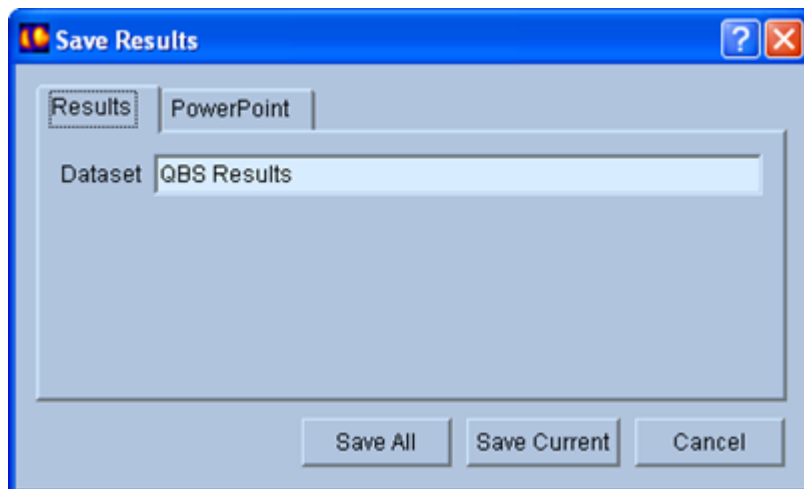 Save Results
?
Results PowerPoint
Dataset QBS Results
Save All Save Current Cancel